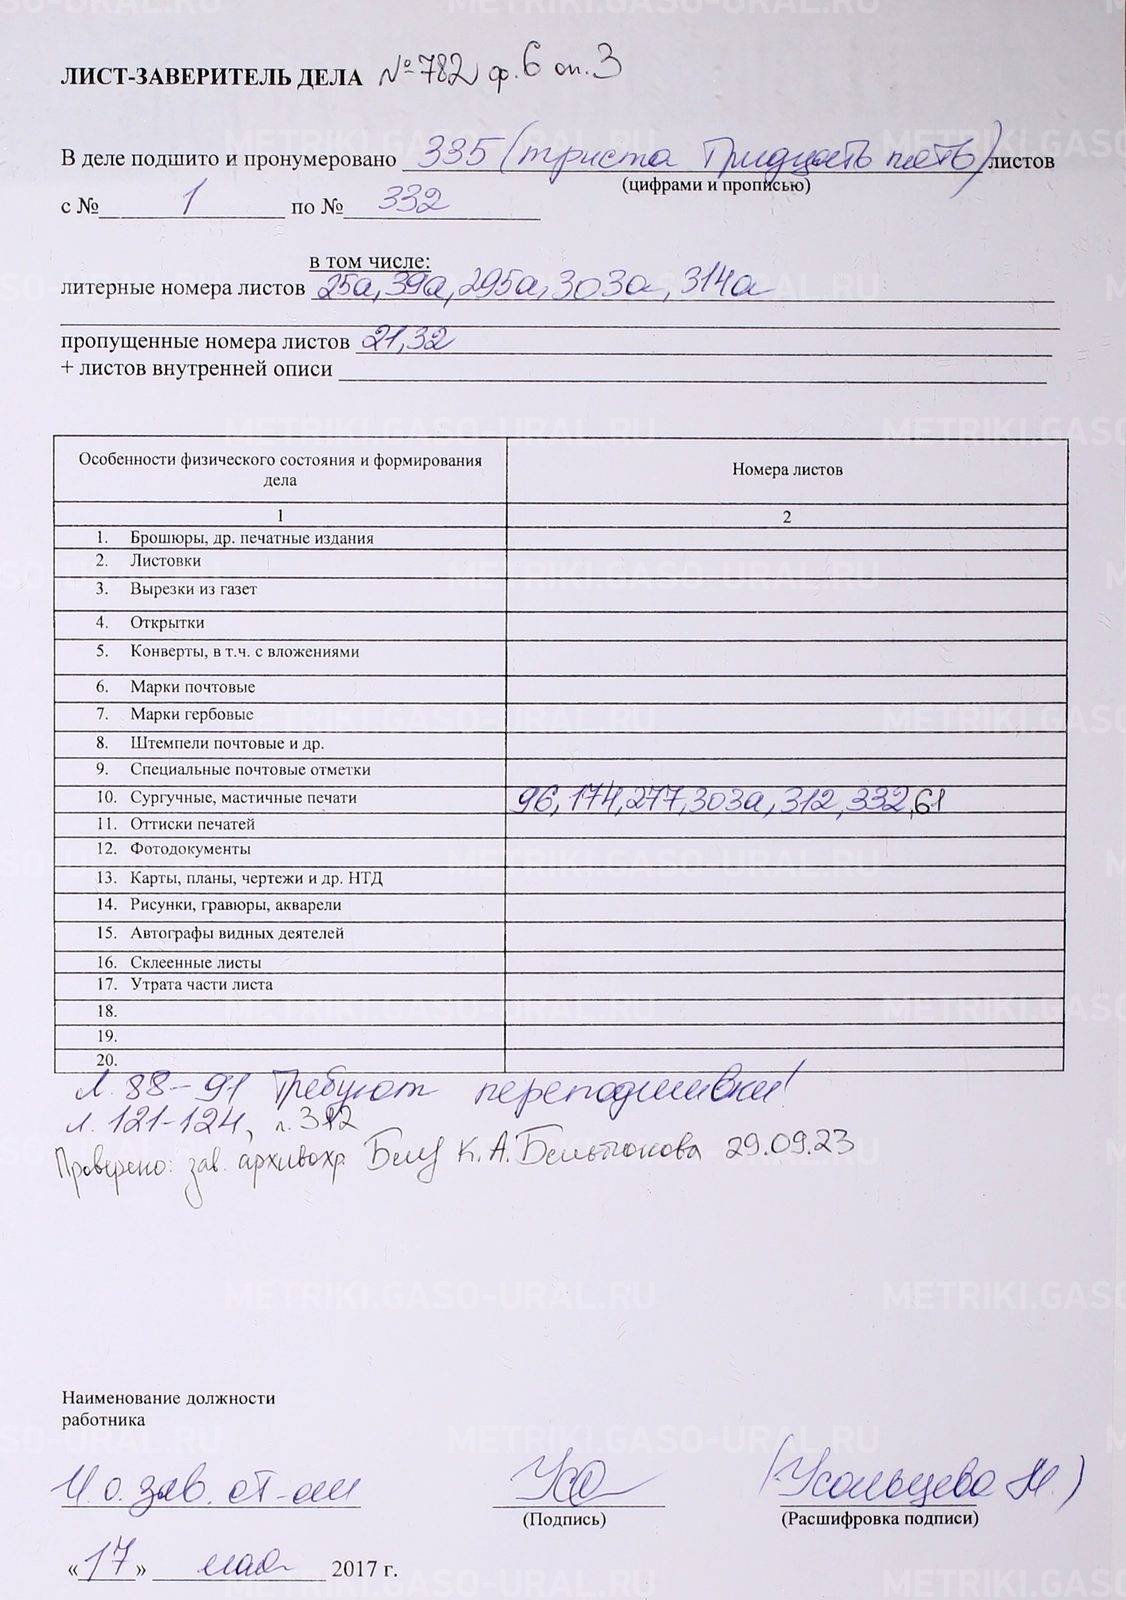 ЛИСТ-ЗАВЕРИТЕЛЬ ДЕЛА №782 ф.6 оп.3
В деле подшито и пронумеровано 335 (триста тридцать пять) листов
(цифрами и прописью)
с № 1 по № 332
в том числе:
литерные номера листов 25а, 39а, 295а, 303а, 314а
пропущенные номера листов 21, 32
+ листов внутренней описи
Особенности физического состояния и формирования дела Номера листов
1 2
1. Брошюры, др. печатные издания
2. Листовки
3. Вырезки из газет
4. Открытки
5. Конверты, в т.ч. с вложениями
6. Марки почтовые
7. Марки гербовые
8. Штемпели почтовые и др.
9. Специальные почтовые отметки
10. Сургучные, мастичные печати 96, 174, 277, 303а, 312, 332, 61
11. Оттиски печатей
12. Фотодокументы
13. Карты, планы, чертежи и др. НТД
14. Рисунки, гравюры, акварели
15. Автографы видных деятелей
16. Склеенные листы
17. Утрата части листа
18.
19.
20.
л. 88-91 Требуют переподшивки!
л. 121-124, л. 312
Проверено: зав. архивохр. К.А. Бельтюкова 29.09.23
Наименование должности
работника
И.о. зав. от-ом (Усольцева Н.)
(Подпись) (Расшифровка подписи)
«17» мая 2017 г.
METRIKI.GASO-URAL.RU